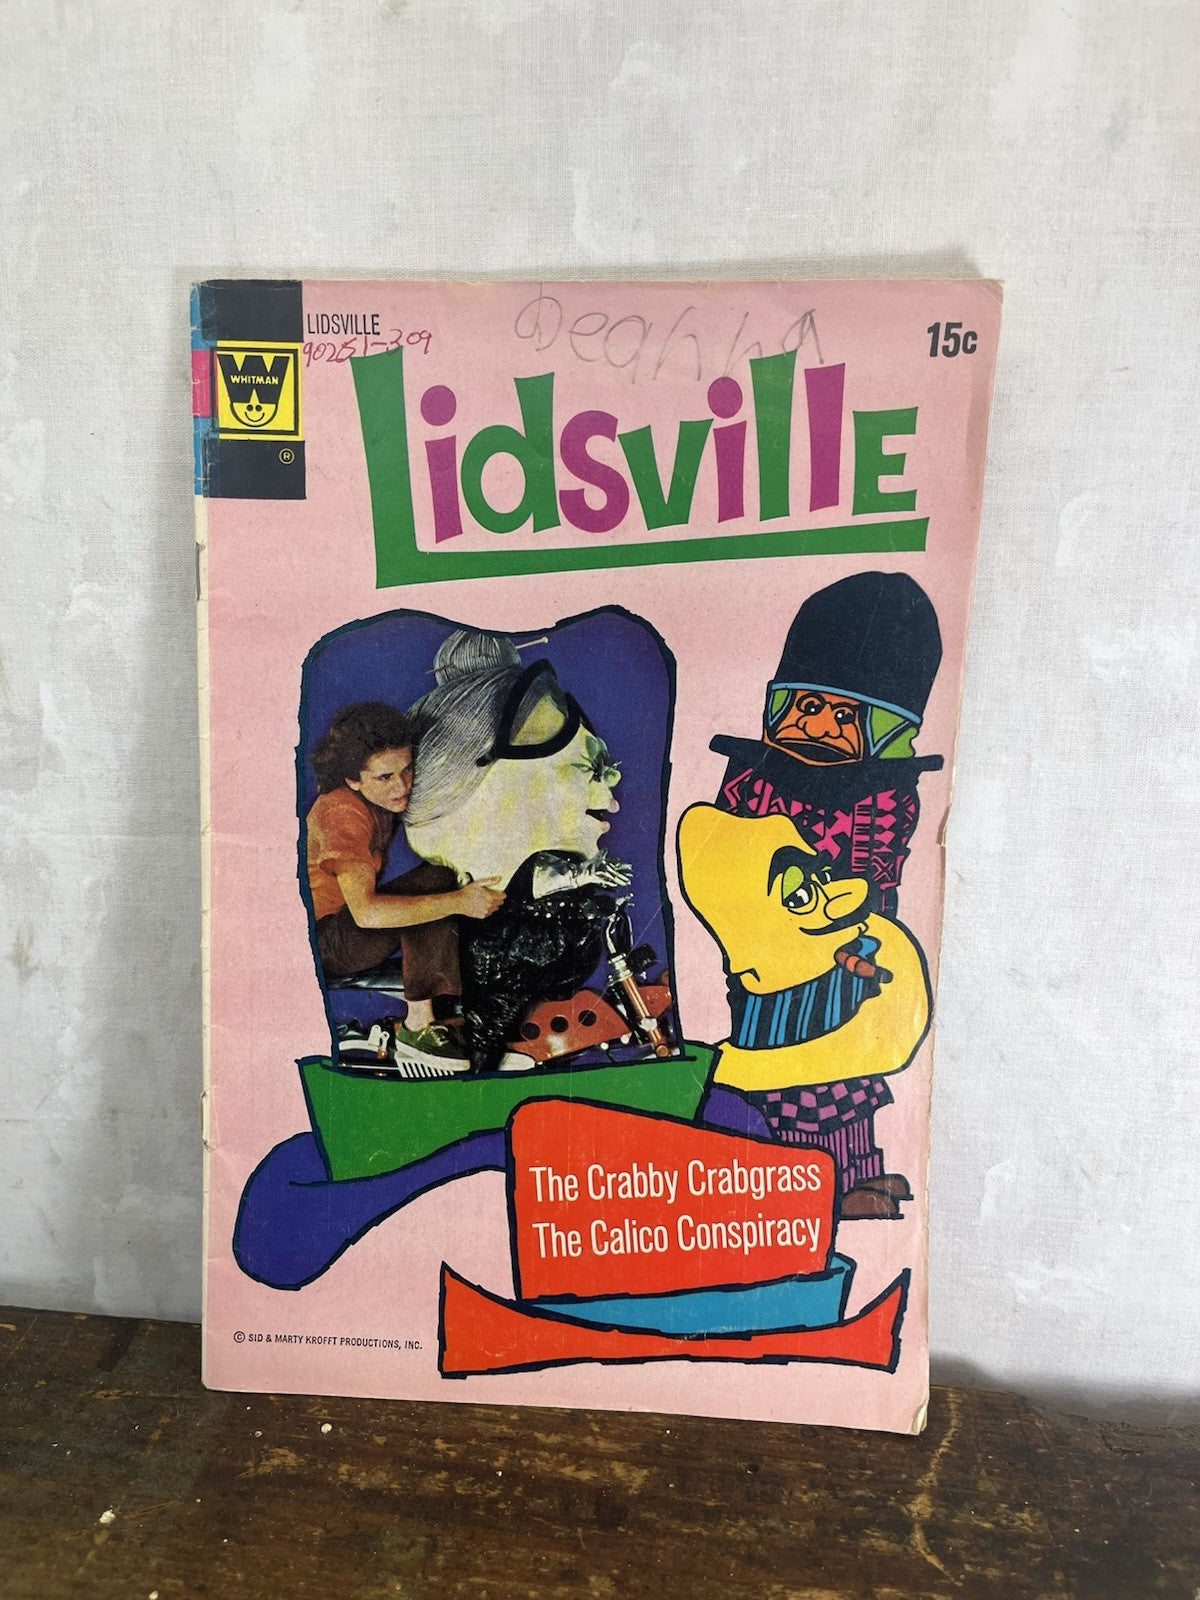 LIDSVILLE
90251-309
Deanna
15c
WHITMAN
®
LidsviLLE
The Crabby Crabgrass
The Calico Conspiracy
© SID & MARTY KROFFT PRODUCTIONS, INC.